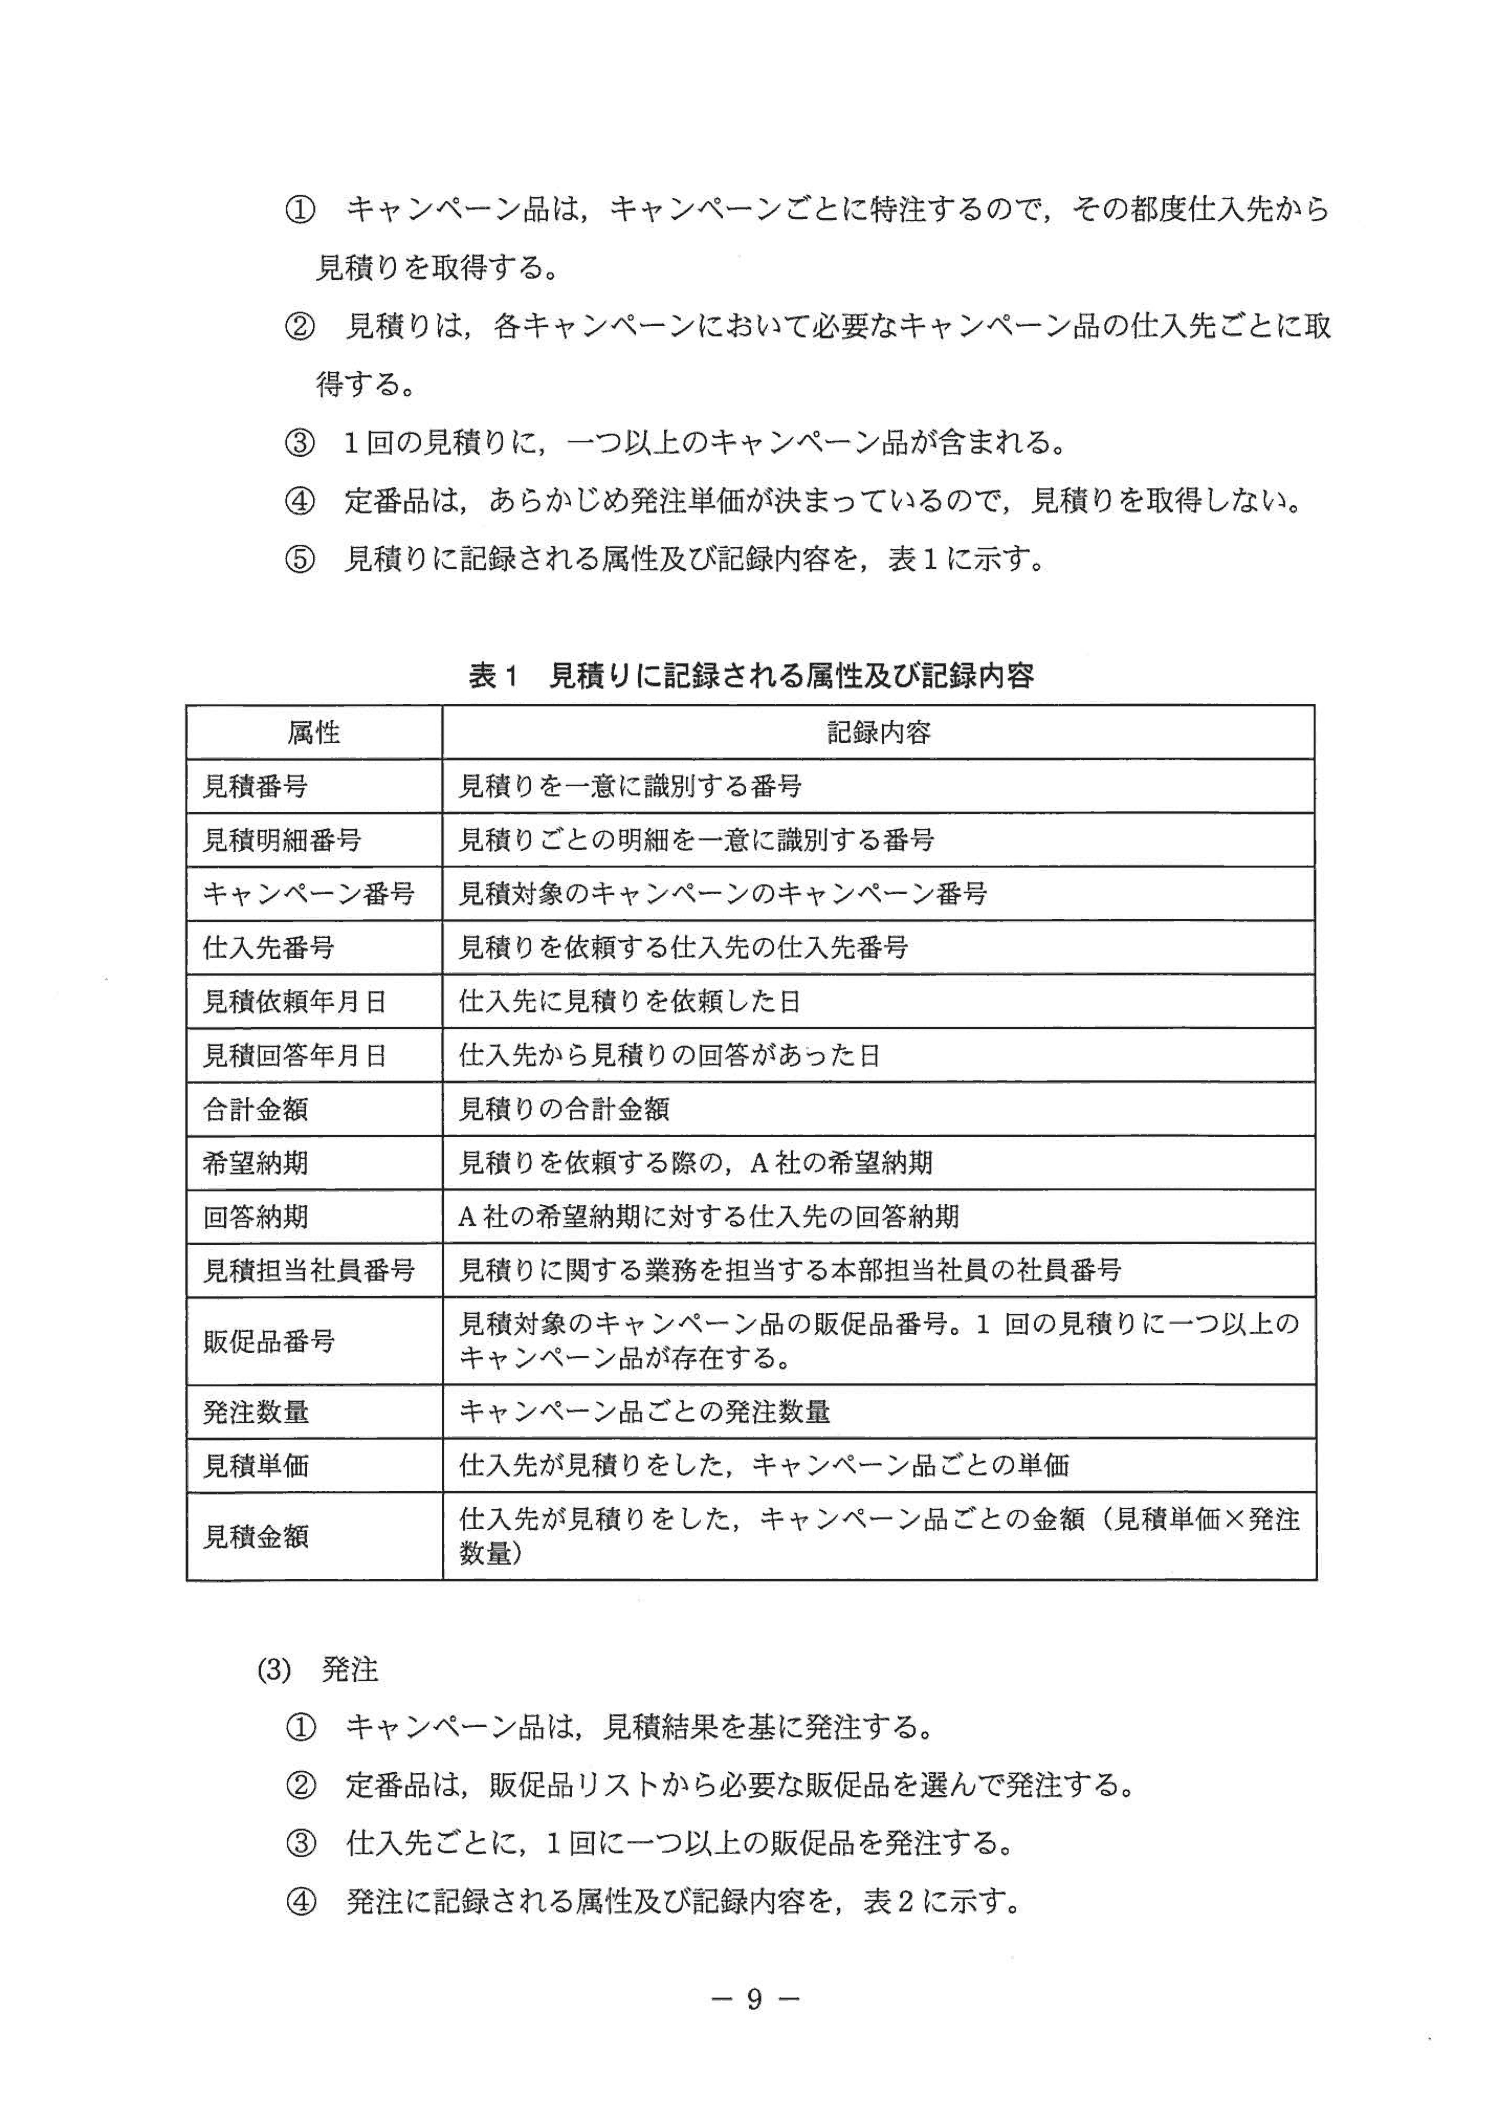 ① キャンペーン品は，キャンペーンごとに特注するので，その都度仕入先から
見積りを取得する。
② 見積りは，各キャンペーンにおいて必要なキャンペーン品の仕入先ごとに取
得する。
③ 1回の見積りに，一つ以上のキャンペーン品が含まれる。
④ 定番品は，あらかじめ発注単価が決まっているので，見積りを取得しない。
⑤ 見積りに記録される属性及び記録内容を，表1に示す。
表1 見積りに記録される属性及び記録内容
属性 記録内容
見積番号 見積りを一意に識別する番号
見積明細番号 見積りごとの明細を一意に識別する番号
キャンペーン番号 見積対象のキャンペーンのキャンペーン番号
仕入先番号 見積りを依頼する仕入先の仕入先番号
見積依頼年月日 仕入先に見積りを依頼した日
見積回答年月日 仕入先から見積りの回答があった日
合計金額 見積りの合計金額
希望納期 見積りを依頼する際の，A社の希望納期
回答納期 A社の希望納期に対する仕入先の回答納期
見積担当社員番号 見積りに関する業務を担当する本部担当社員の社員番号
販促品番号 見積対象のキャンペーン品の販促品番号。1 回の見積りに一つ以上の
キャンペーン品が存在する。
発注数量 キャンペーン品ごとの発注数量
見積単価 仕入先が見積りをした，キャンペーン品ごとの単価
見積金額 仕入先が見積りをした，キャンペーン品ごとの金額（見積単価×発注
数量）
(3) 発注
① キャンペーン品は，見積結果を基に発注する。
② 定番品は，販促品リストから必要な販促品を選んで発注する。
③ 仕入先ごとに，1回に一つ以上の販促品を発注する。
④ 発注に記録される属性及び記録内容を，表2に示す。
－ 9 －